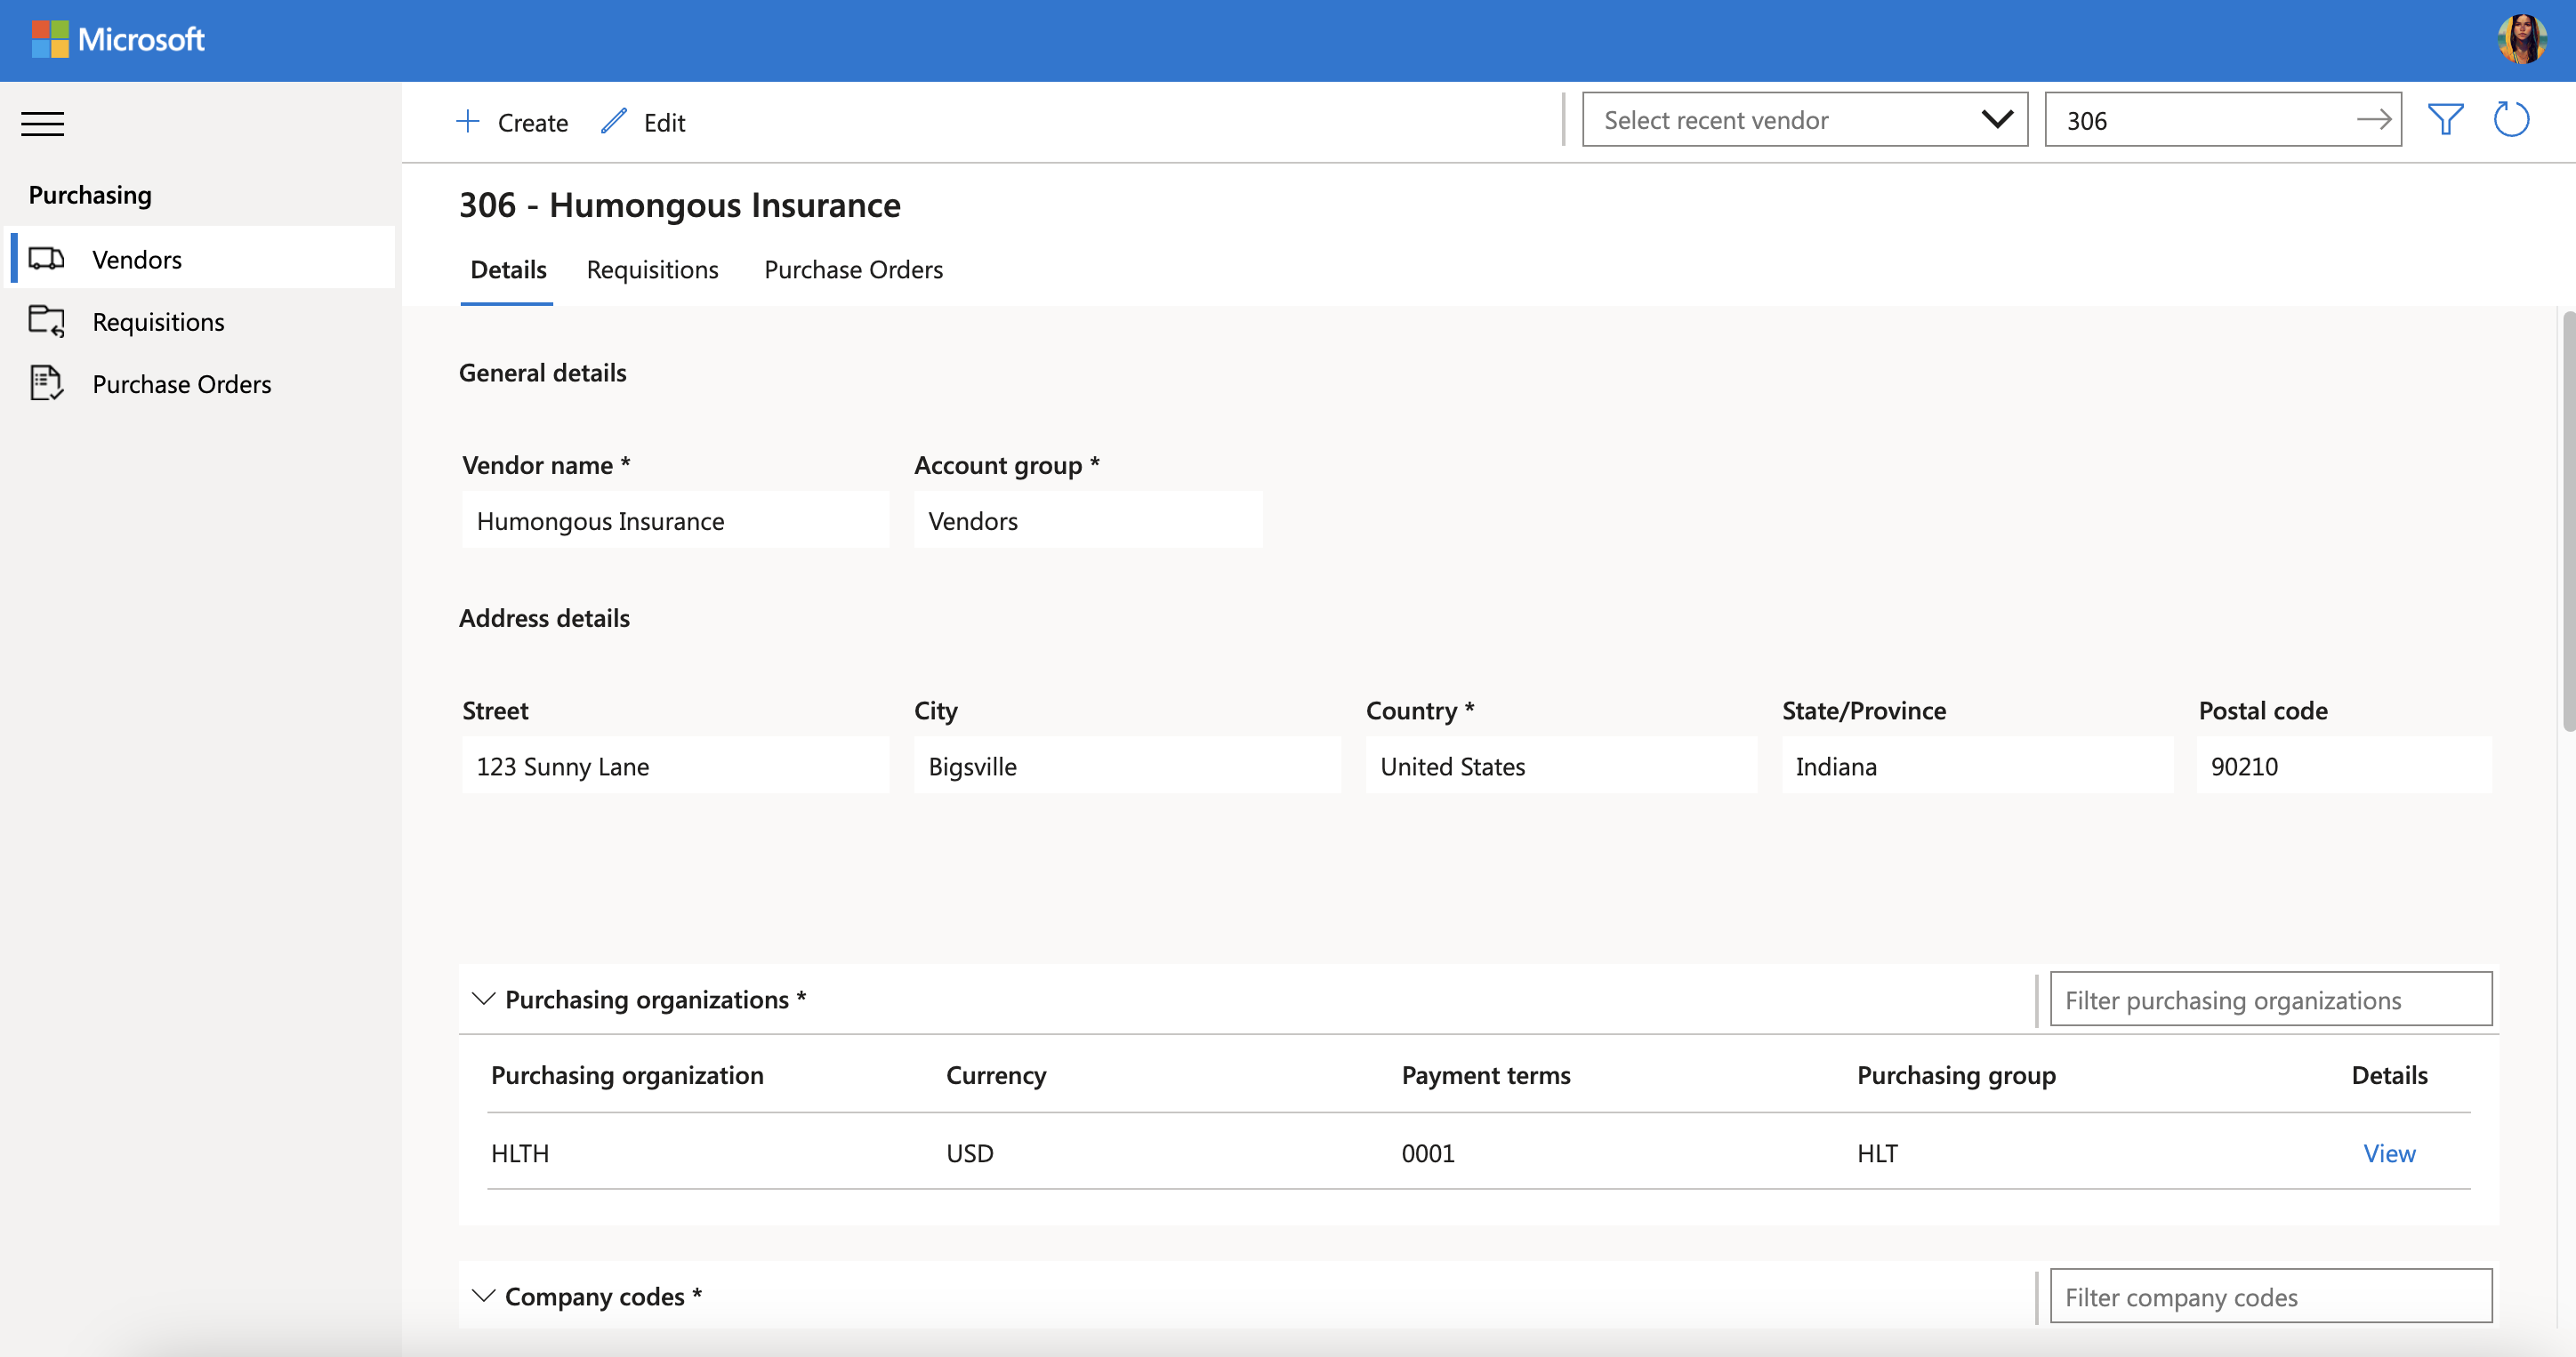 Microsoft
Create Edit Select recent vendor 306
Purchasing
Vendors
Requisitions
Purchase Orders
306 - Humongous Insurance
Details Requisitions Purchase Orders
General details
Vendor name * Account group *
Humongous Insurance Vendors
Address details
Street City Country * State/Province Postal code
123 Sunny Lane Bigsville United States Indiana 90210
Purchasing organizations * Filter purchasing organizations
Purchasing organization Currency Payment terms Purchasing group Details
HLTH USD 0001 HLT View
Company codes * Filter company codes